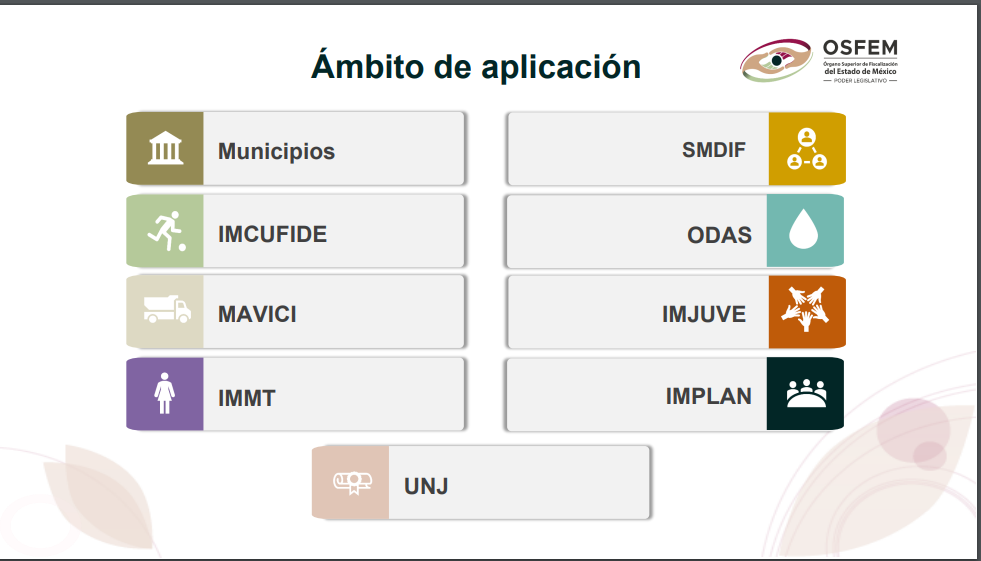 Ámbito de aplicación
OSFEM
Órgano Superior de Fiscalización
del Estado de México
PODER LEGISLATIVO
Municipios
SMDIF
IMCUFIDE
ODAS
MAVICI
IMJUVE
IMMT
IMPLAN
UNJ